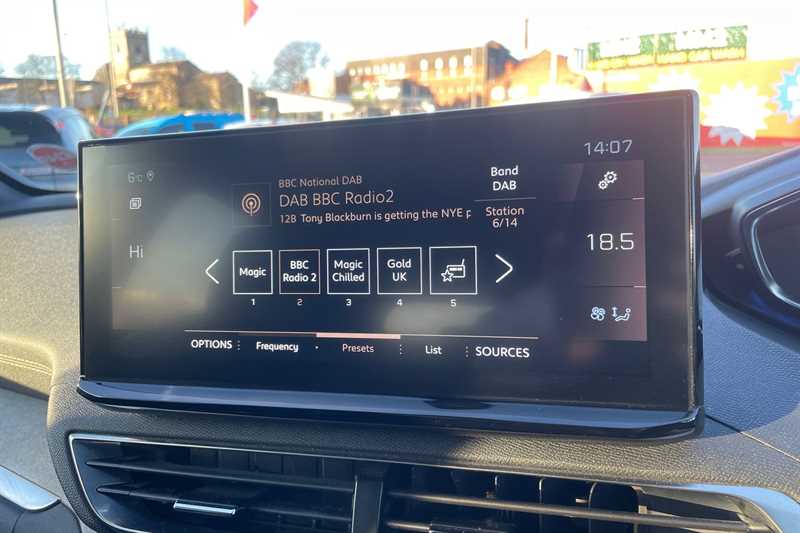 14:07
6°C
BBC National DAB
DAB BBC Radio2
12B Tony Blackburn is getting the NYE p
Band
DAB
Station
6/14
Hi
18.5
Magic
BBC
Radio 2
Magic
Chilled
Gold
UK
1
2
3
4
5
OPTIONS
Frequency
Presets
List
SOURCES